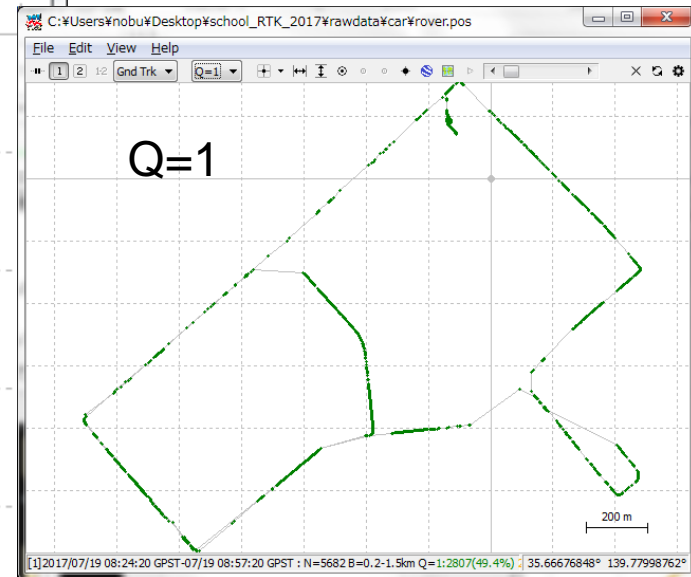 C:¥Users¥nobu¥Desktop¥school_RTK_2017¥rawdata¥car¥rover.pos
File Edit View Help
1 2 1-2 Gnd Trk Q=1
Q=1
200 m
[1]2017/07/19 08:24:20 GPST-07/19 08:57:20 GPST : N=5682 B=0.2-1.5km Q=1:2807(49.4%) 35.66676848° 139.77998762°